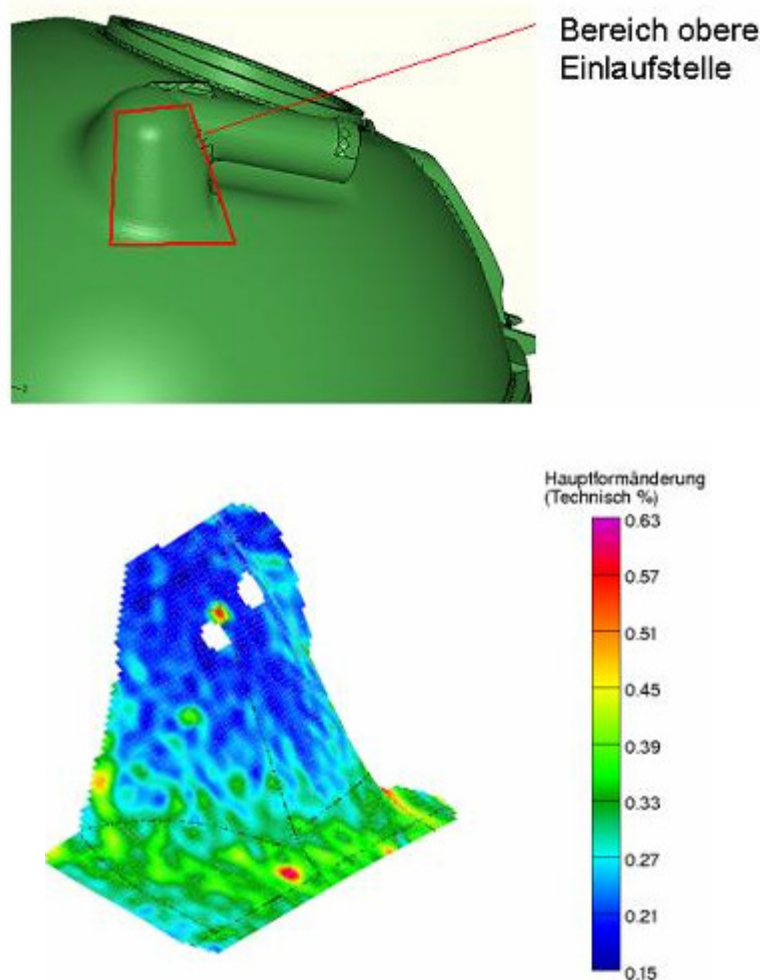 Bereich obere
Einlaufstelle
Hauptformänderung
(Technisch %)
0.63
0.57
0.51
0.45
0.39
0.33
0.27
0.21
0.15